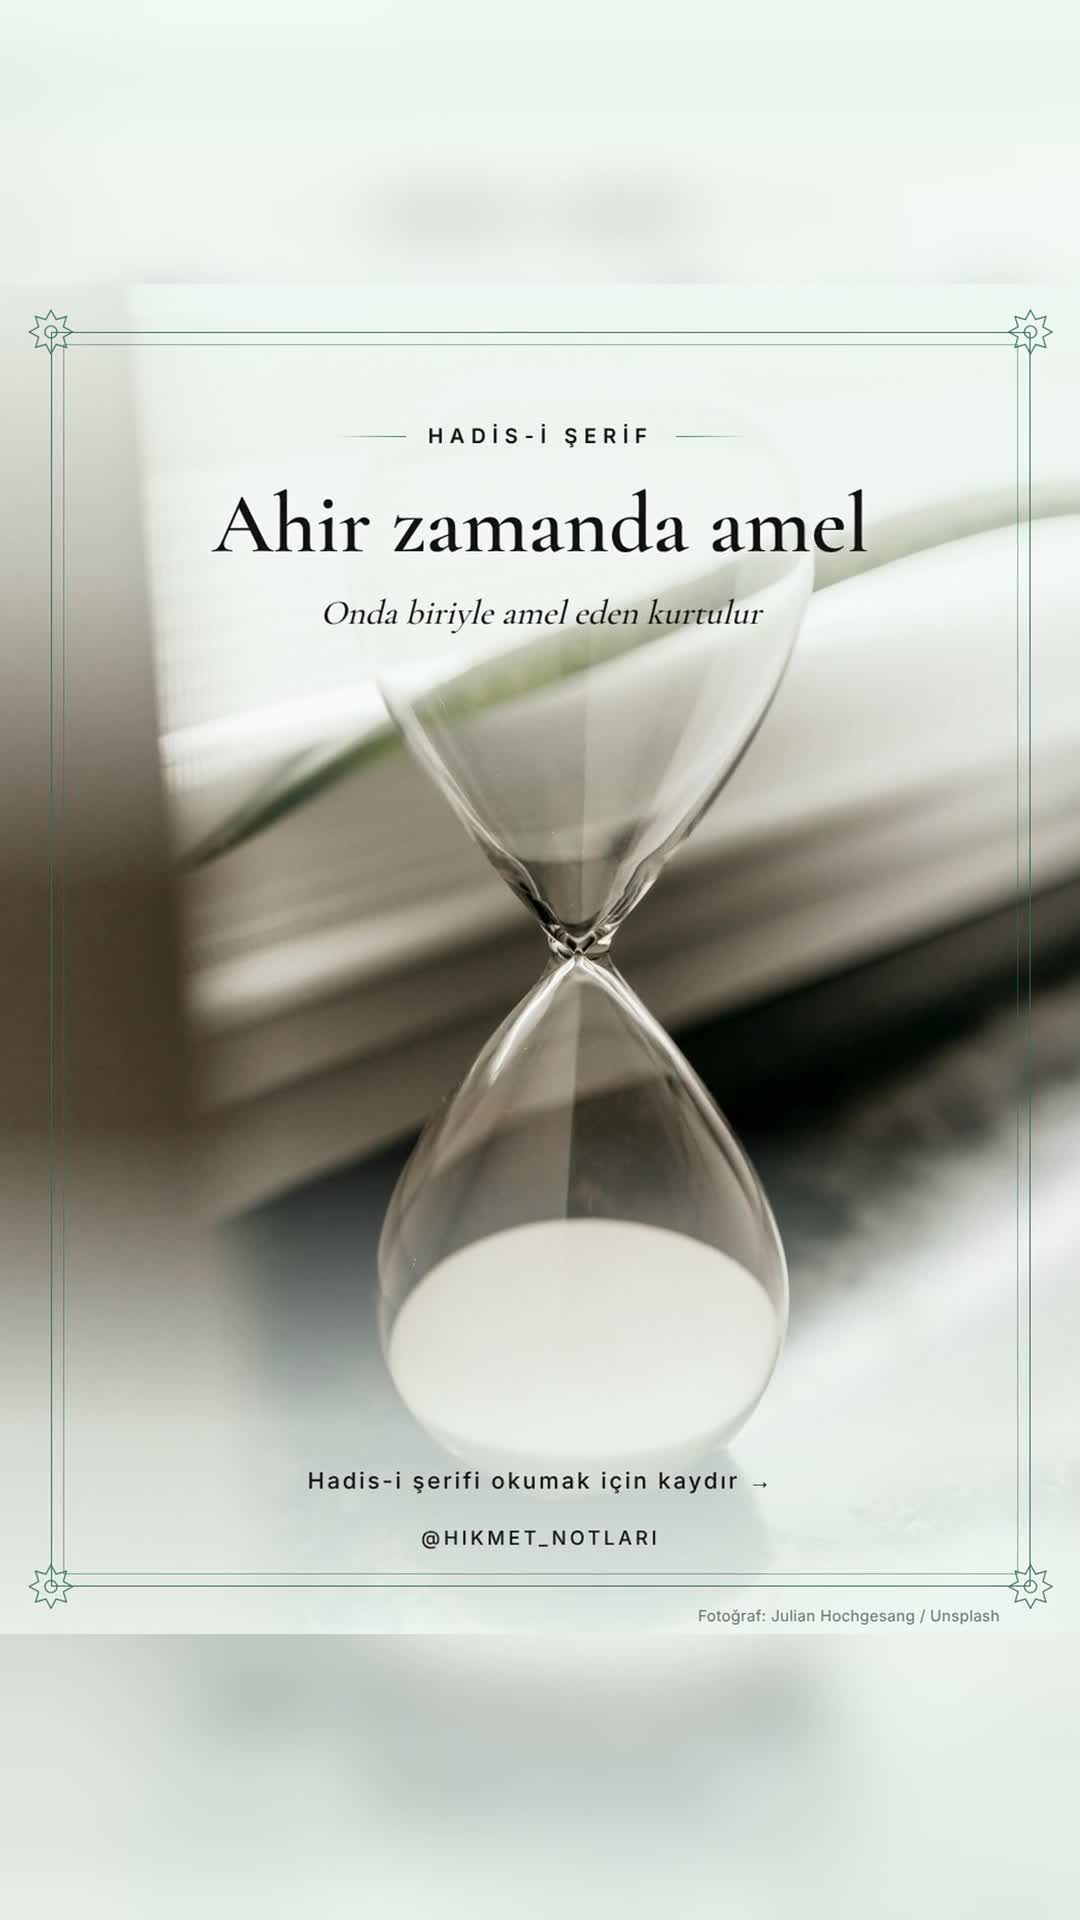 HADİS-İ ŞERİF
Ahir zamanda amel
Onda biriyle amel eden kurtulur
Hadis-i şerifi okumak için kaydır →
@HIKMET_NOTLARI
Fotoğraf: Julian Hochgesang / Unsplash